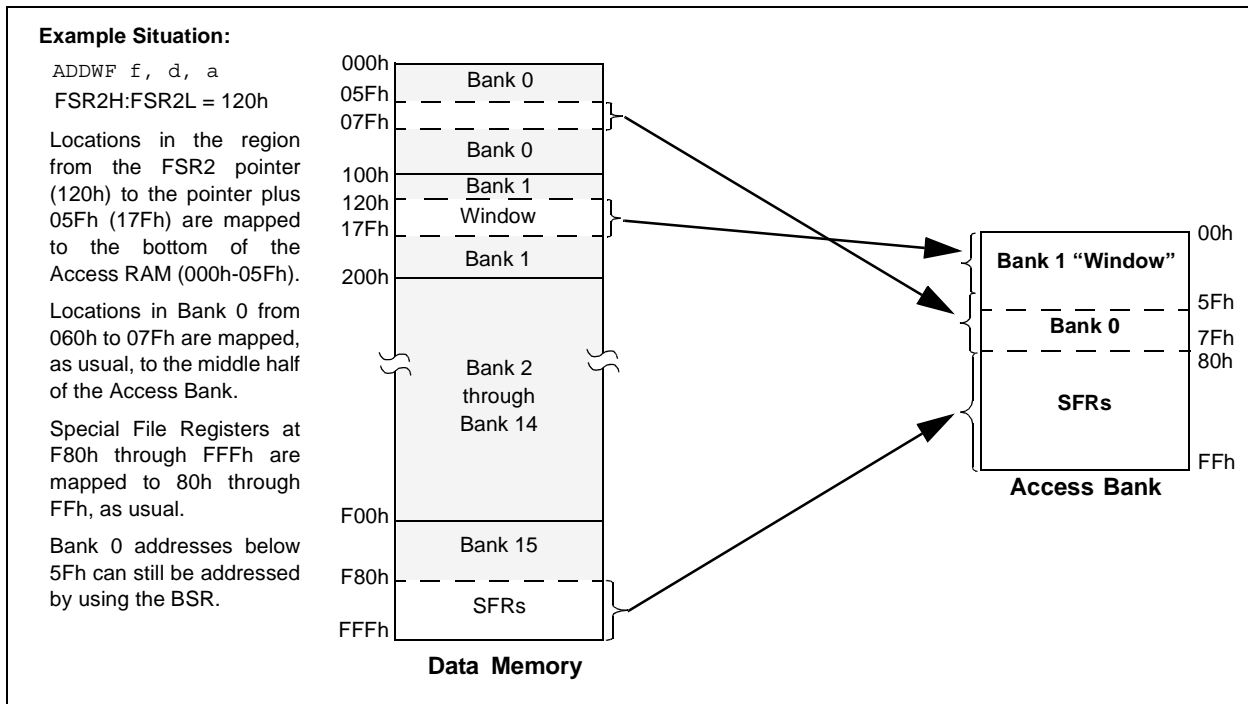 Example Situation:
ADDWF f, d, a
FSR2H:FSR2L = 120h
Locations in the region
from the FSR2 pointer
(120h) to the pointer plus
05Fh (17Fh) are mapped
to the bottom of the
Access RAM (000h-05Fh).
Locations in Bank 0 from
060h to 07Fh are mapped,
as usual, to the middle half
of the Access Bank.
Special File Registers at
F80h through FFFh are
mapped to 80h through
FFh, as usual.
Bank 0 addresses below
5Fh can still be addressed
by using the BSR.
000h
Bank 0
05Fh
07Fh
Bank 0
100h
Bank 1
120h
Window
17Fh
Bank 1
200h
Bank 2
through
Bank 14
F00h
Bank 15
F80h
SFRs
FFFh
Data Memory
00h
Bank 1 “Window”
5Fh
Bank 0
7Fh
80h
SFRs
FFh
Access Bank